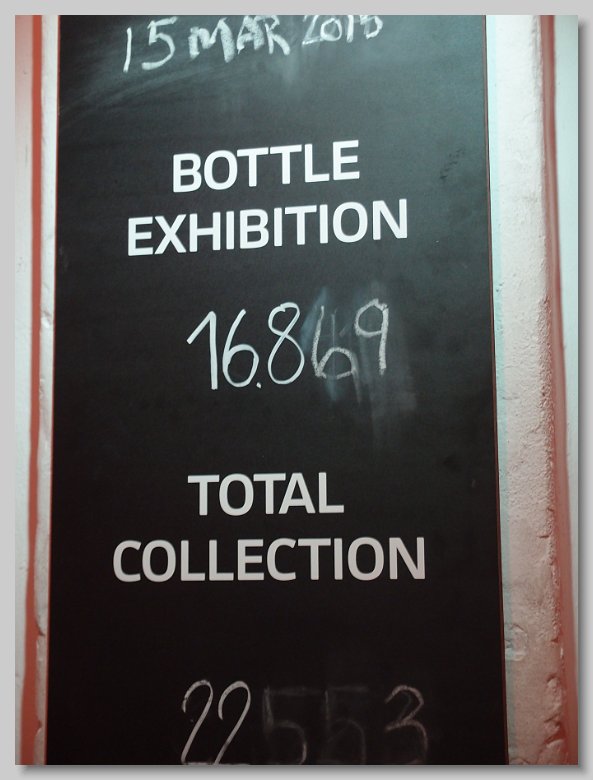 15 MAR 2015
BOTTLE
EXHIBITION
16.869
TOTAL
COLLECTION
22553